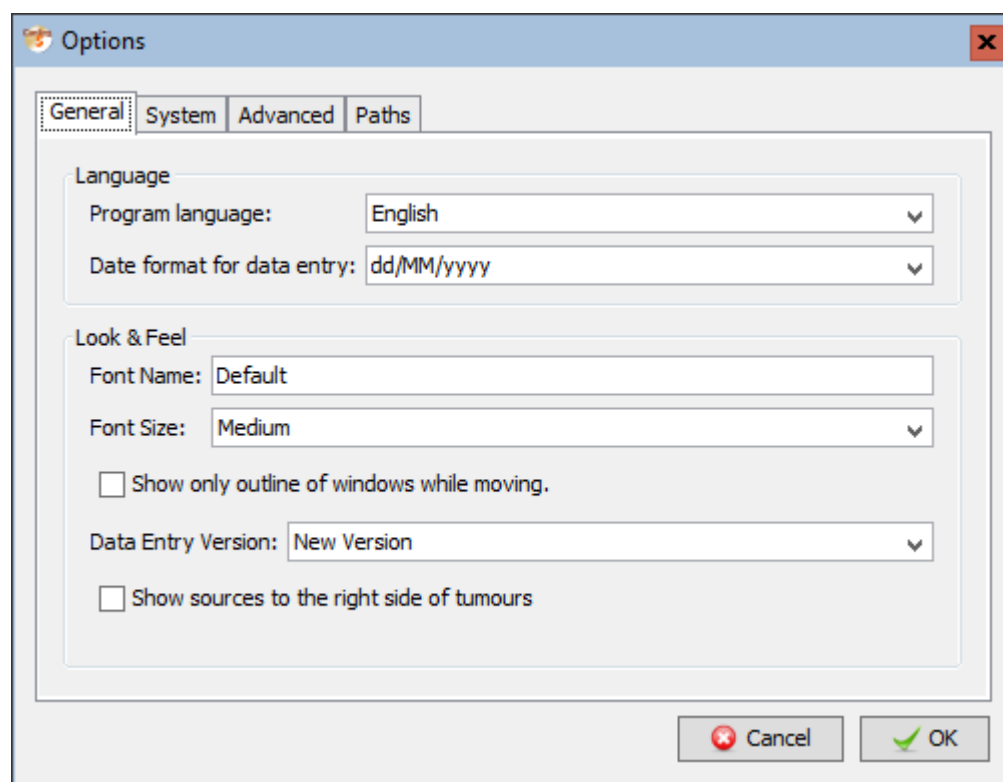 Options
General System Advanced Paths
Language
Program language: English
Date format for data entry: dd/MM/yyyy
Look & Feel
Font Name: Default
Font Size: Medium
Show only outline of windows while moving.
Data Entry Version: New Version
Show sources to the right side of tumours
Cancel OK